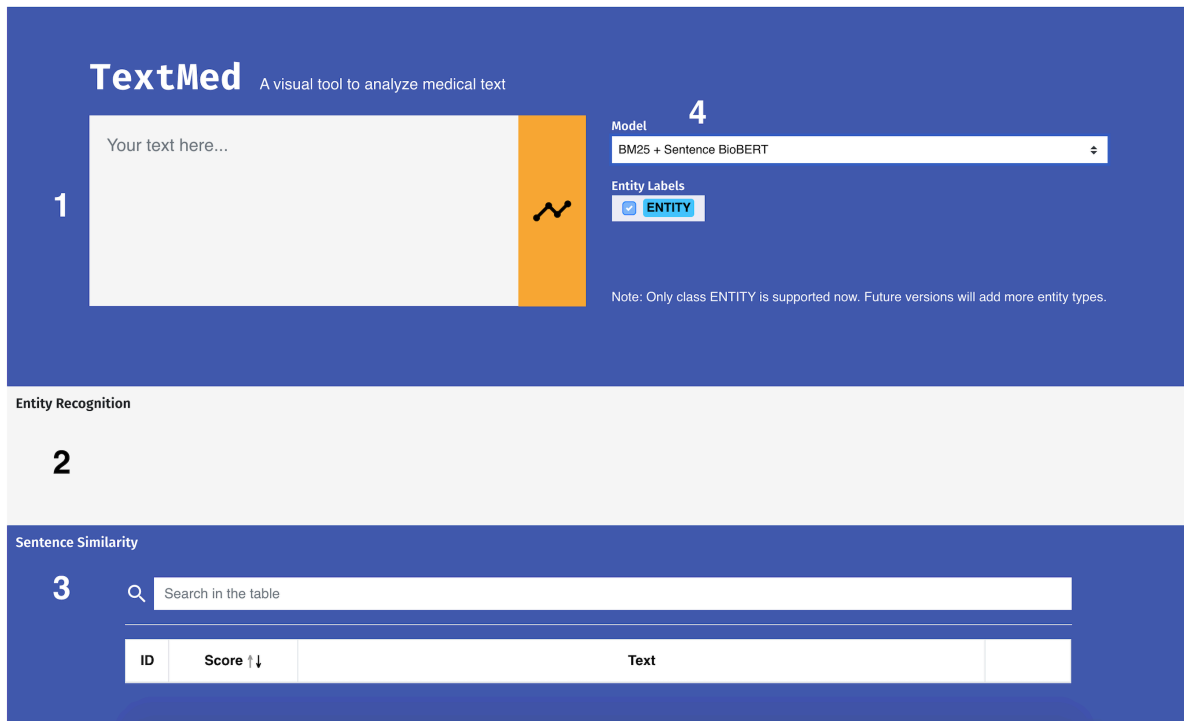 TextMed A visual tool to analyze medical text
4
Model
Your text here...
BM25 + Sentence BioBERT
Entity Labels
1
ENTITY
Note: Only class ENTITY is supported now. Future versions will add more entity types.
Entity Recognition
2
Sentence Similarity
3
Search in the table
ID Score ↑↓ Text